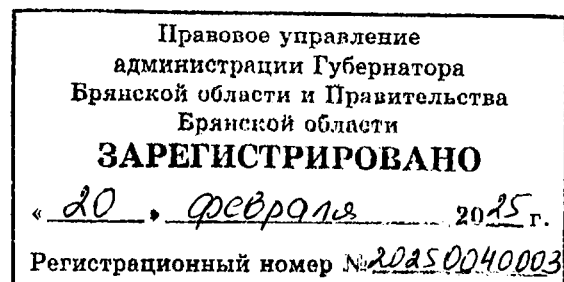 Правовое управление
администрации Губернатора
Брянской области и Правительства
Брянской области
ЗАРЕГИСТРИРОВАНО
« 20 » февраля 2025 г.
Регистрационный номер № 20250040003